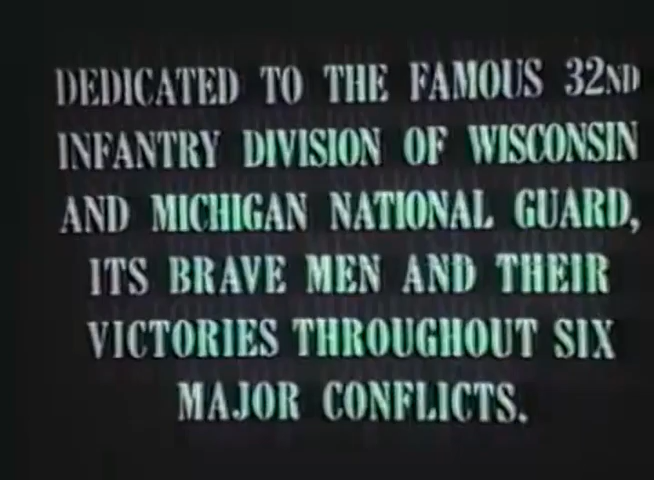 DEDICATED TO THE FAMOUS 32ND
INFANTRY DIVISION OF WISCONSIN
AND MICHIGAN NATIONAL GUARD,
ITS BRAVE MEN AND THEIR
VICTORIES THROUGHOUT SIX
MAJOR CONFLICTS.